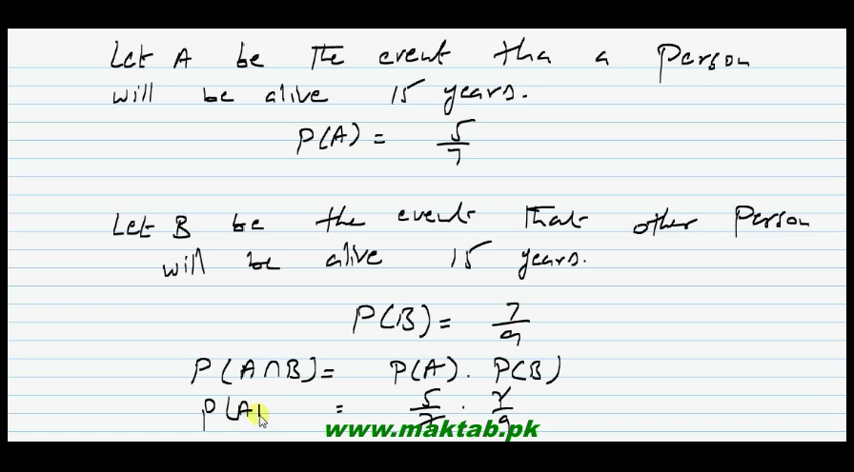 Let A be the event tha a Person
will be alive 15 years.
P(A) = 5/7
Let B be the event that other Person
will be alive 15 years.
P(B) = 7/9
P(A∩B) = P(A) . P(B)
P(A = 5/7 . 7/9
www.maktab.pk